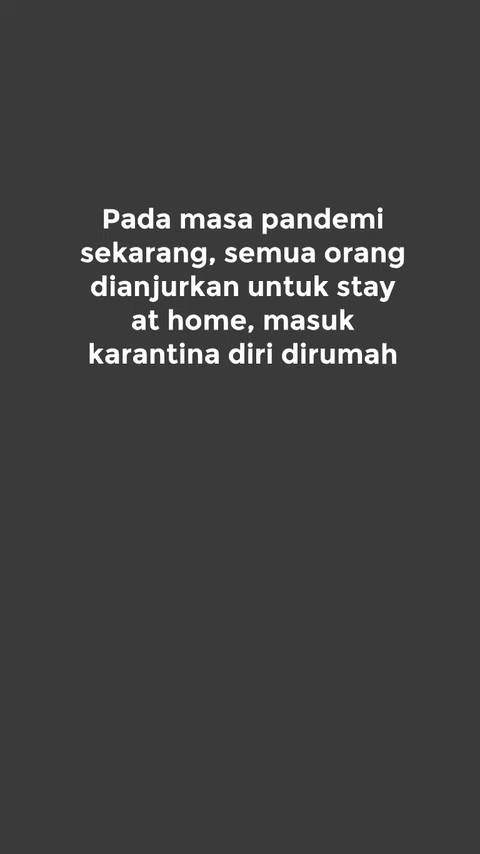 Pada masa pandemi
sekarang, semua orang
dianjurkan untuk stay
at home, masuk
karantina diri dirumah